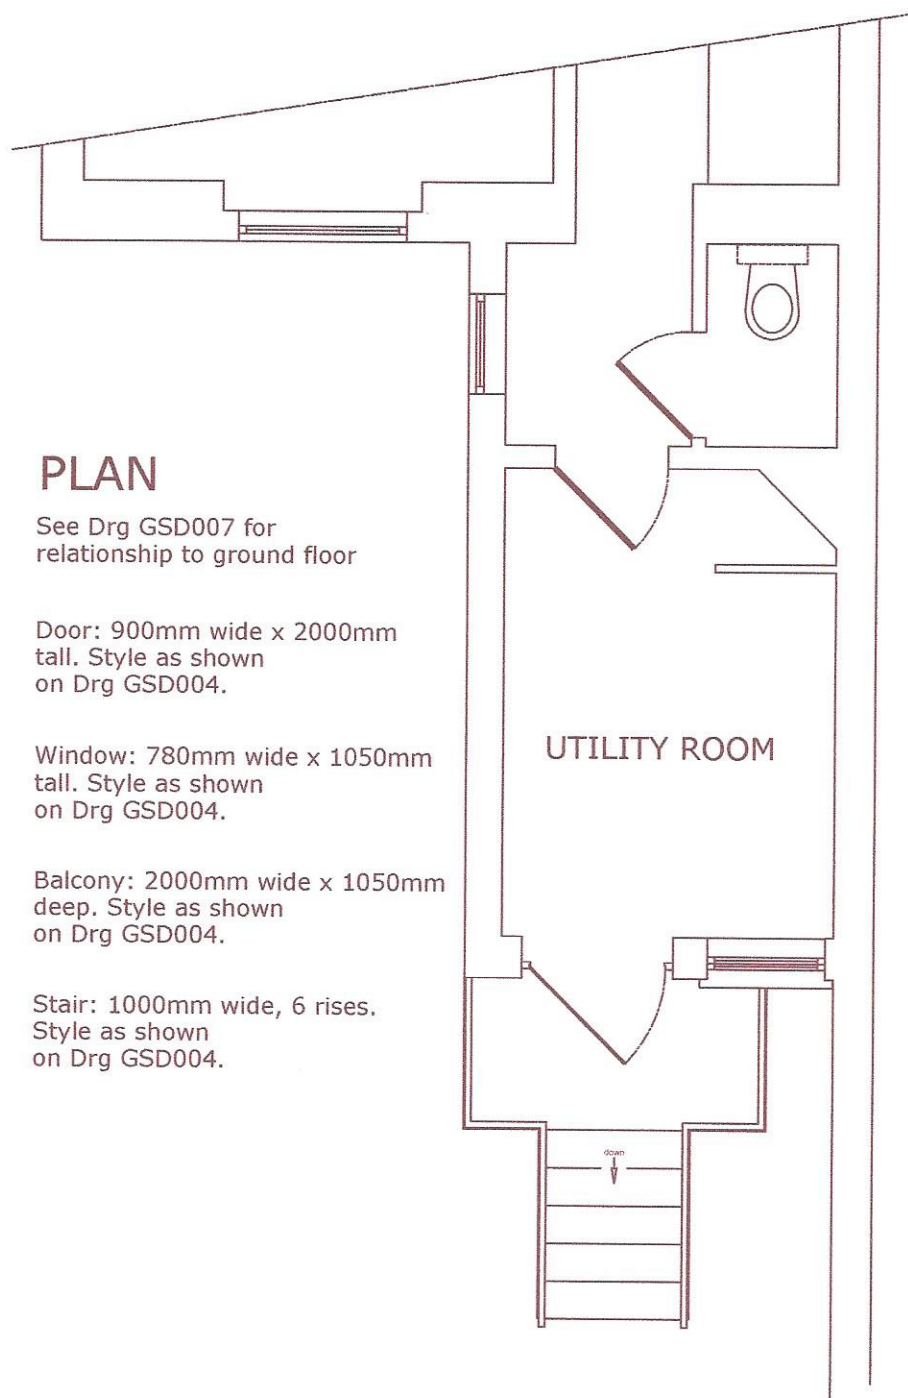 PLAN
See Drg GSD007 for
relationship to ground floor
Door: 900mm wide x 2000mm
tall. Style as shown
on Drg GSD004.
Window: 780mm wide x 1050mm
tall. Style as shown
on Drg GSD004.
UTILITY ROOM
Balcony: 2000mm wide x 1050mm
deep. Style as shown
on Drg GSD004.
Stair: 1000mm wide, 6 rises.
Style as shown
on Drg GSD004.
down